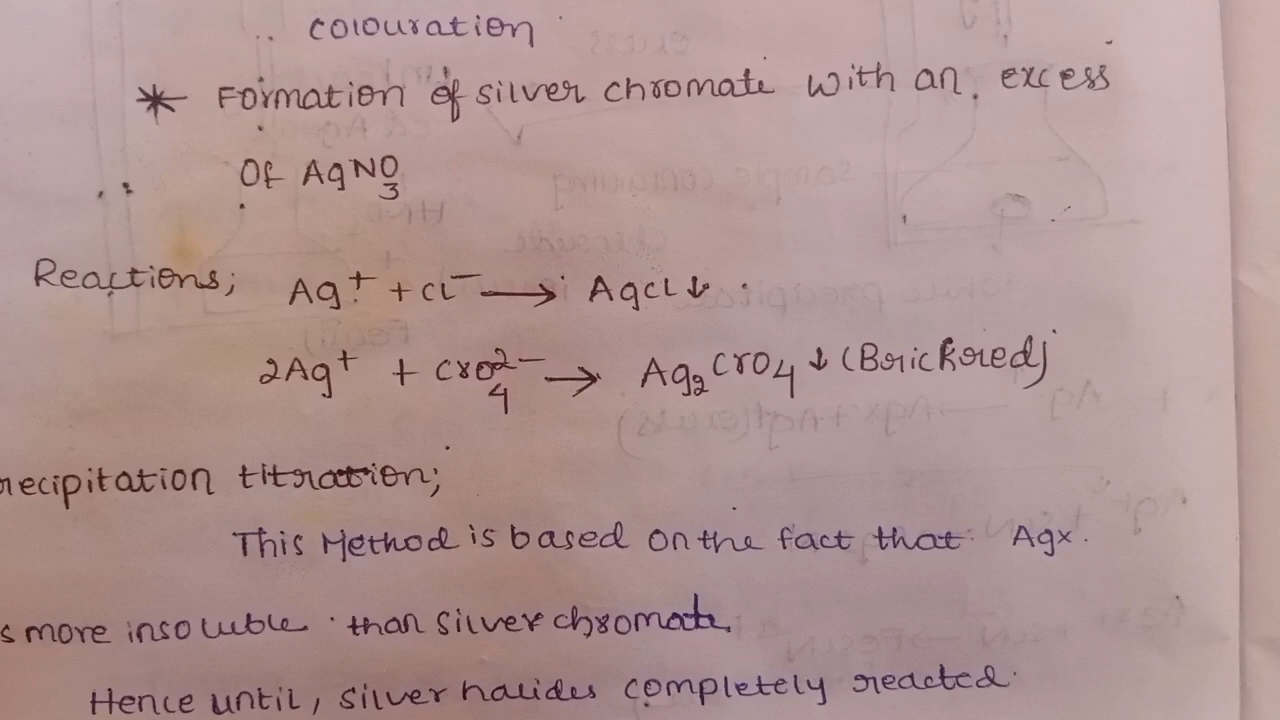 colouration
* Formation of silver chromate with an excess
Of AgNO3
Reactions; Ag+ + cl− → AgCl↓
2Ag+ + CrO4 2− → Ag2CrO4 ↓ (Brick red)
recipitation titration;
This Method is based on the fact that AgX
s more insoluble than silver chromate.
Hence until, silver halides completely reacted.